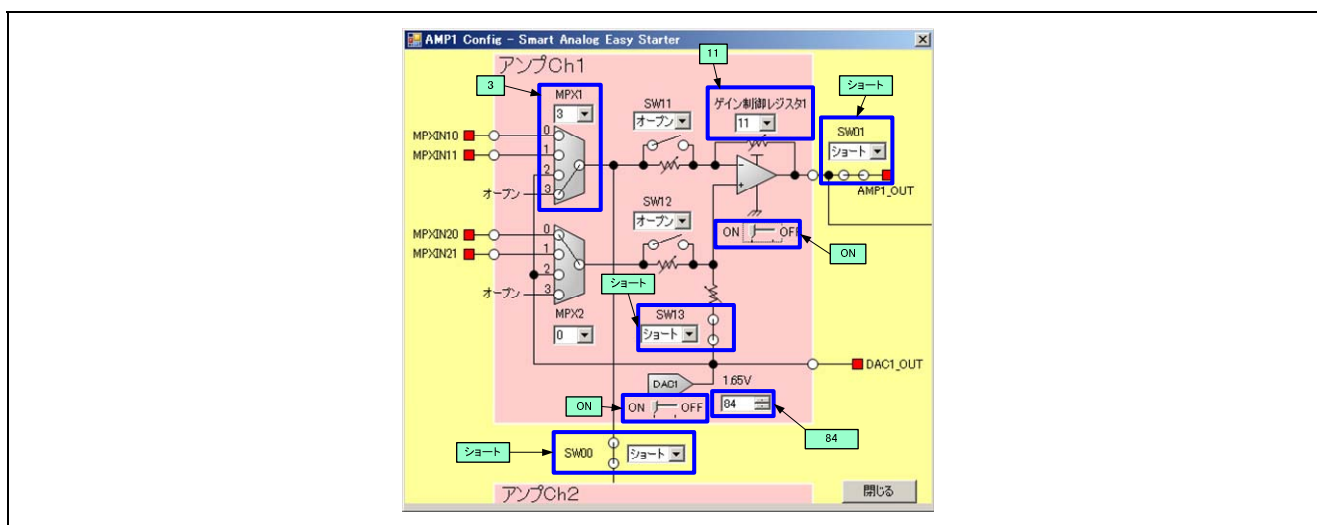 AMP1 Config - Smart Analog Easy Starter
アンプCh1
11
3
ショート
MPX1
3
SW11
オープン
ゲイン制御レジスタ1
11
SW01
ショート
MPXIN10
0
MPXIN11
1
2
オープン
3
AMP1_OUT
SW12
オープン
MPXIN20
0
ON OFF
MPXIN21
1
ON
2
ショート
オープン
3
MPX2
0
SW13
ショート
DAC1_OUT
DAC1
1.65V
ON
ON OFF
84
84
ショート
SW00
ショート
アンプCh2
閉じる